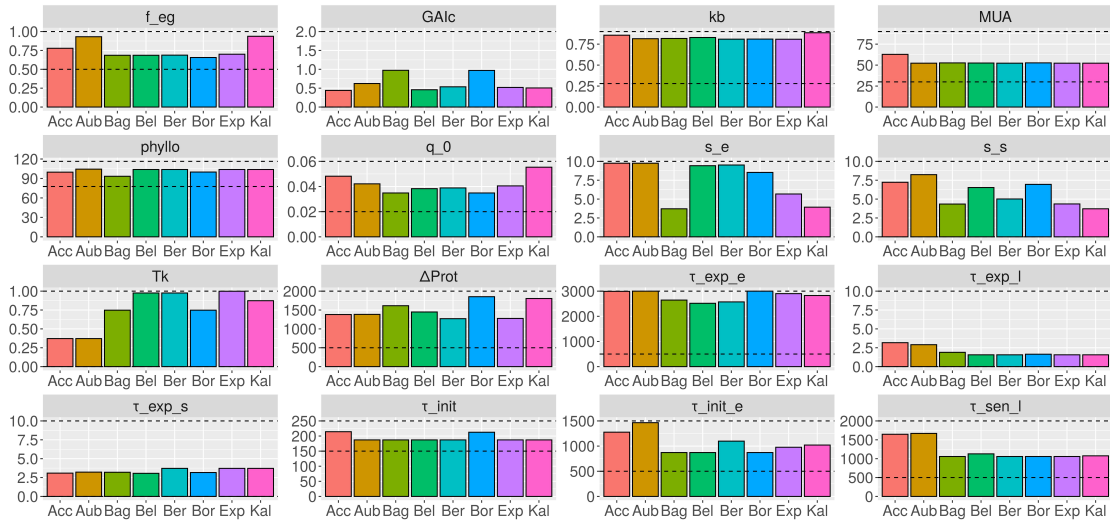 f_eg GAIc kb MUA
1.00 2.0 0.75 75
0.75 1.5 0.50 50
0.50 1.0 0.25 25
0.25 0.5 0.00 0
0.00 0.0
Acc Aub Bag Bel Ber Bor Exp Kal Acc Aub Bag Bel Ber Bor Exp Kal Acc Aub Bag Bel Ber Bor Exp Kal Acc Aub Bag Bel Ber Bor Exp Kal
phyllo q_0 s_e s_s
120 0.06 10.0 10.0
90 0.04 7.5 7.5
60 0.02 5.0 5.0
30 0.00 2.5 2.5
0 0.0 0.0
Acc Aub Bag Bel Ber Bor Exp Kal Acc Aub Bag Bel Ber Bor Exp Kal Acc Aub Bag Bel Ber Bor Exp Kal Acc Aub Bag Bel Ber Bor Exp Kal
Tk ΔProt τ_exp_e τ_exp_l
1.00 2000 3000 10.0
0.75 1500 2000 7.5
0.50 1000 1000 5.0
0.25 500 0 2.5
0.00 0 0.0
Acc Aub Bag Bel Ber Bor Exp Kal Acc Aub Bag Bel Ber Bor Exp Kal Acc Aub Bag Bel Ber Bor Exp Kal Acc Aub Bag Bel Ber Bor Exp Kal
τ_exp_s τ_init τ_init_e τ_sen_l
10.0 250 1500 2000
7.5 200 1000 1500
5.0 150 500 1000
2.5 100 0 500
0.0 50 0
0
Acc Aub Bag Bel Ber Bor Exp Kal Acc Aub Bag Bel Ber Bor Exp Kal Acc Aub Bag Bel Ber Bor Exp Kal Acc Aub Bag Bel Ber Bor Exp Kal